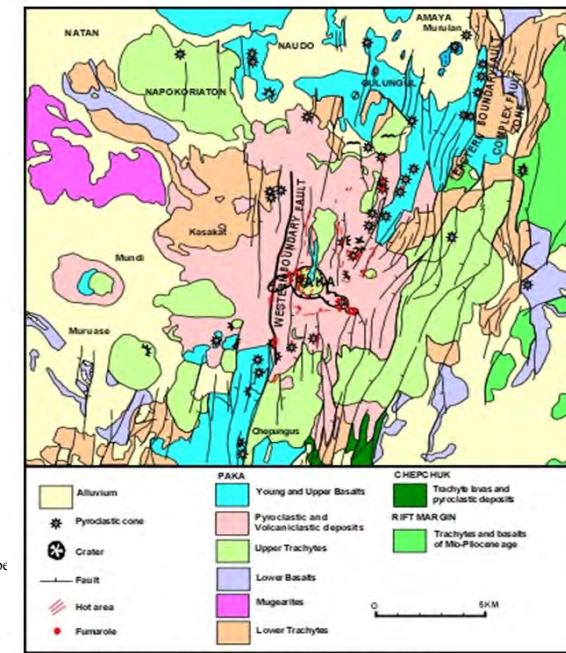 AMAYA
Murulan
NATAN
NAUDO
NAPOKORIATON
EASTERN BOUNDARY FAULT
COMPLEX FAULT
ZONE
Kasakat
WESTERN BOUNDARY FAULT
Mundi
PAKA
Muruase
Chepungus
PAKA
CHEPCHUK
Alluvium
Young and Upper Basalts
Trachyte lavas and
pyroclastic deposits
Pyroclastic cone
Pyroclastic and
Volcaniclastic deposits
RIFT MARGIN
Crater
Upper Trachytes
Trachytes and basalts
of Mio-Pliocene age
Fault
Lower Basalts
Hot area
Mugearites
0
5KM
Fumarole
Lower Trachytes